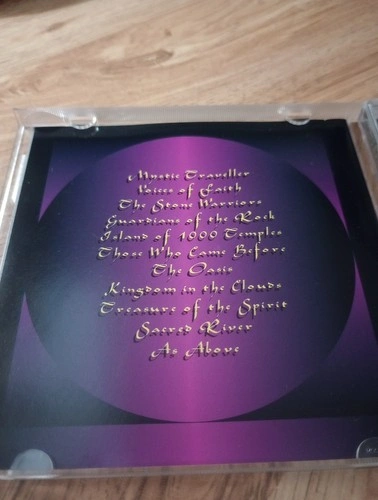 Mystic Traveller
Voices of Faith
The Stone Warriors
Guardians of the Rock
Island of 1000 Temples
Those Who Came Before
The Oasis
Kingdom in the Clouds
Treasure of the Spirit
Sacred River
As Above